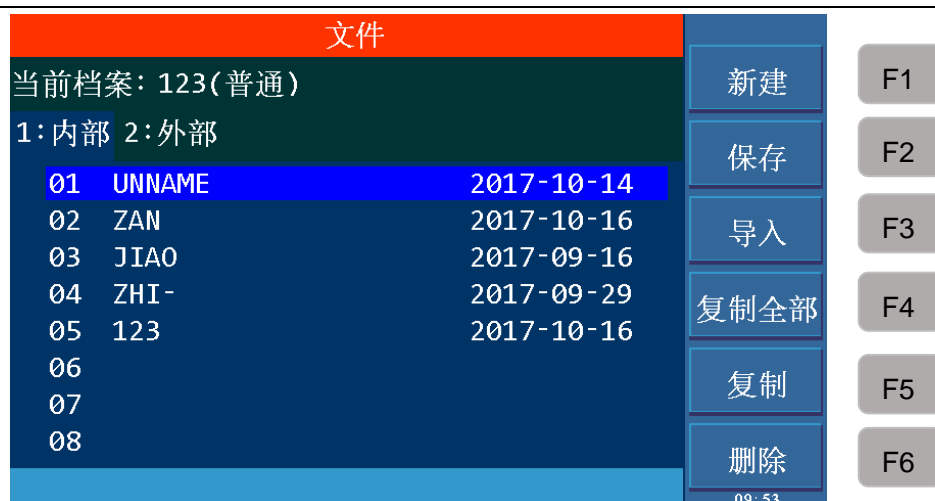 文件
当前档案: 123(普通)
1:内部 2:外部
01 UNNAME 2017-10-14
02 ZAN 2017-10-16
03 JIAO 2017-09-16
04 ZHI- 2017-09-29
05 123 2017-10-16
06
07
08
新建 F1
保存 F2
导入 F3
复制全部 F4
复制 F5
删除 F6
09:53